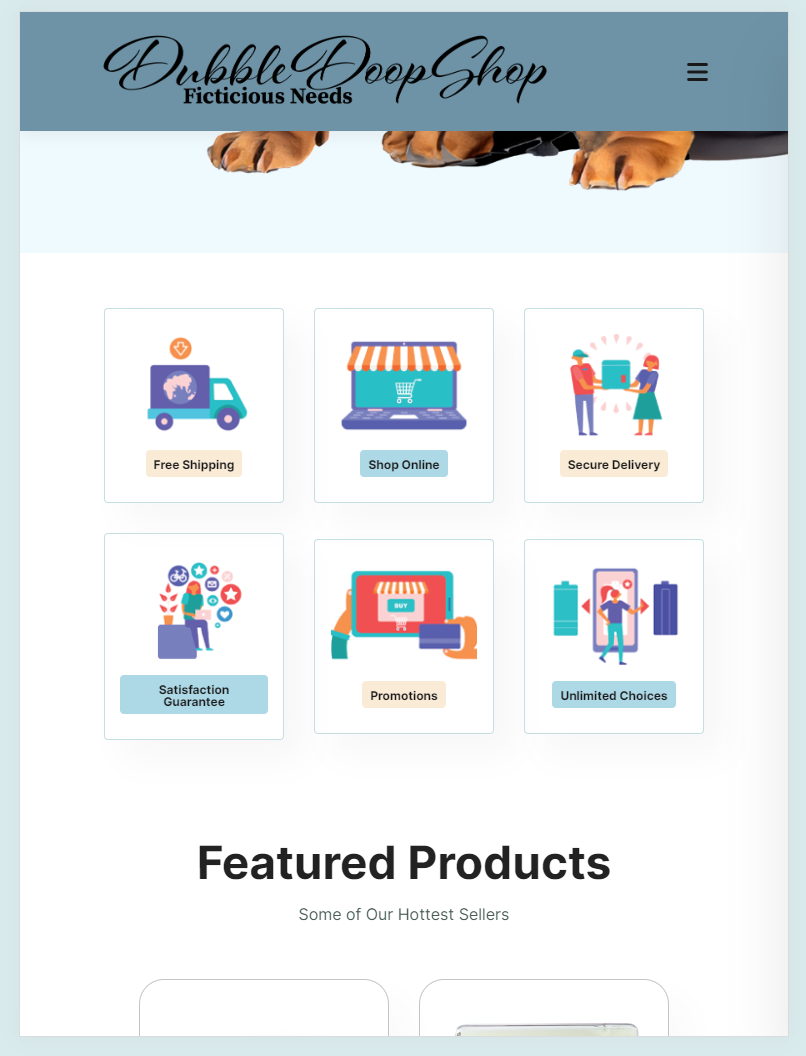 DubbleDoopShop
Ficticious Needs
Free Shipping
Shop Online
Secure Delivery
BUY
Satisfaction
Guarantee
Promotions
Unlimited Choices
Featured Products
Some of Our Hottest Sellers